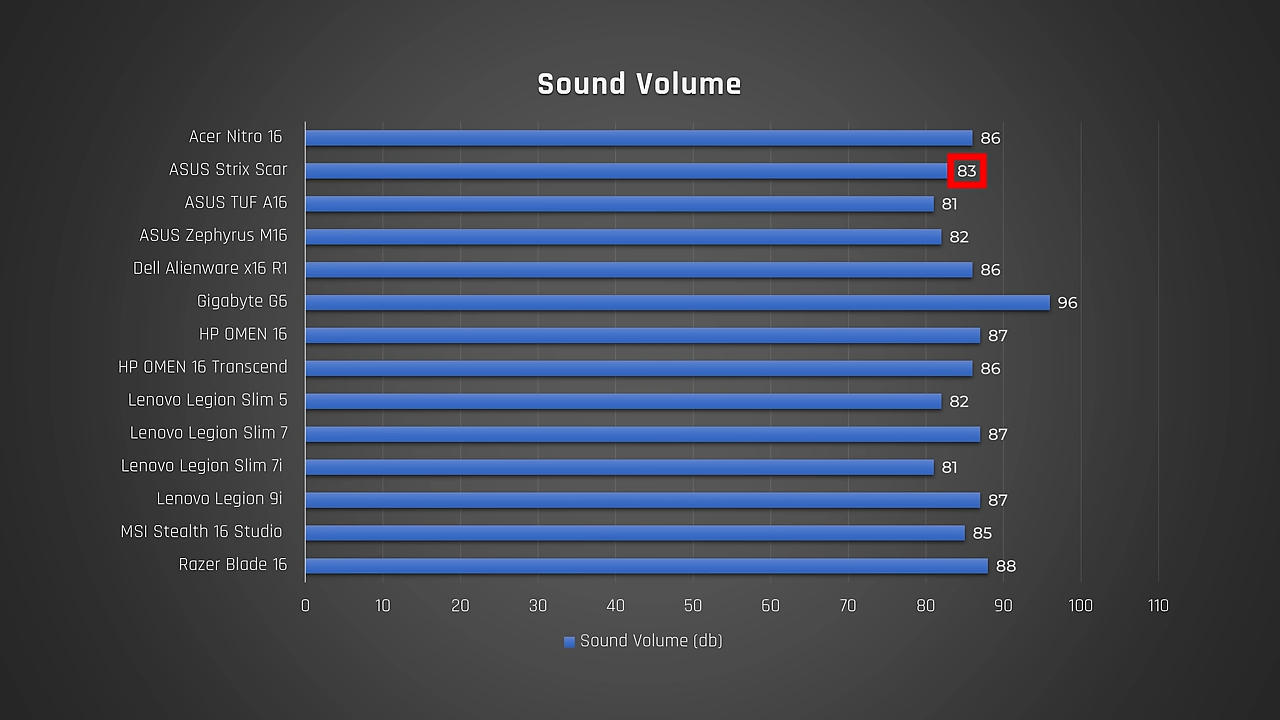 Sound Volume
Acer Nitro 16 86
ASUS Strix Scar 83
ASUS TUF A16 81
ASUS Zephyrus M16 82
Dell Alienware x16 R1 86
Gigabyte G6 96
HP OMEN 16 87
HP OMEN 16 Transcend 86
Lenovo Legion Slim 5 82
Lenovo Legion Slim 7 87
Lenovo Legion Slim 7i 81
Lenovo Legion 9i 87
MSI Stealth 16 Studio 85
Razer Blade 16 88
0 10 20 30 40 50 60 70 80 90 100 110
Sound Volume (db)